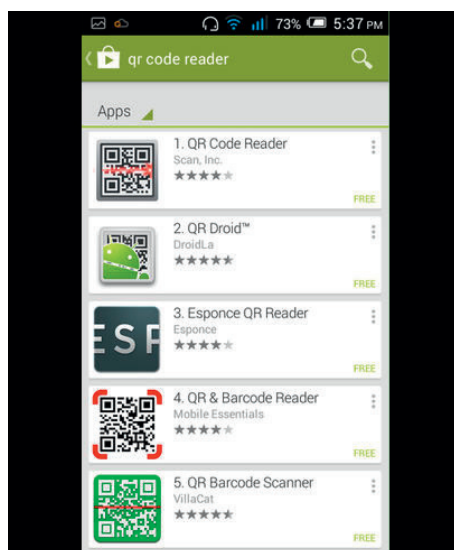 73% 5:37 PM
qr code reader
Apps
1. QR Code Reader
Scan, Inc.
FREE
2. QR Droid™
DroidLa
FREE
ESP
3. Esponce QR Reader
Esponce
FREE
4. QR & Barcode Reader
Mobile Essentials
FREE
5. QR Barcode Scanner
VillaCat
FREE